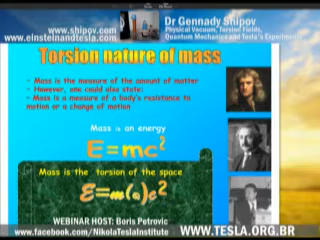 www.shipov.com
www.einsteinandtesla.com
Dr Gennady Shipov
Physical Vacuum, Torsion Fields,
Quantum Mechanics and Tesla's Experiments
Torsion nature of mass
- Mass is the measure of the amount of matter
- However, one could also state:
- Mass is a measure of a body's resistance to
motion or a change of motion
Mass is an energy
E=mc²
Mass is the torsion of the space
E=m(φ)c²
WEBINAR HOST: Boris Petrovic
www.facebook.com/NikolaTeslaInstitute
WWW.TESLA.ORG.BR